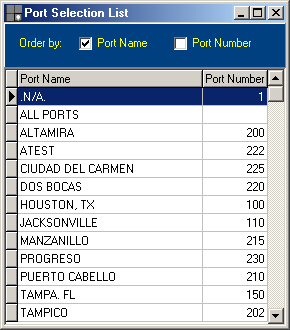 Port Selection List
Order by: Port Name Port Number
Port Name Port Number
.N/A. 1
ALL PORTS
ALTAMIRA 200
ATEST 222
CIUDAD DEL CARMEN 225
DOS BOCAS 220
HOUSTON, TX 100
JACKSONVILLE 110
MANZANILLO 215
PROGRESO 230
PUERTO CABELLO 210
TAMPA. FL 150
TAMPICO 202